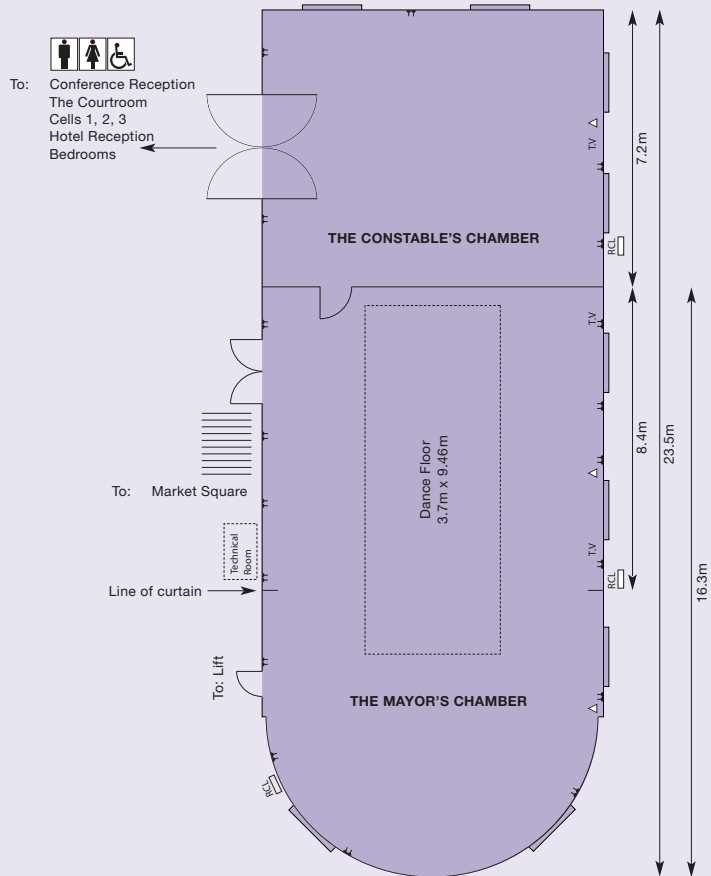 To: Conference Reception
The Courtroom
Cells 1, 2, 3
Hotel Reception
Bedrooms
T.V
7.2m
THE CONSTABLE'S CHAMBER
RCL
T.V
Dance Floor
3.7m x 9.46m
8.4m
23.5m
To: Market Square
Technical
Room
T.V
RCL
16.3m
Line of curtain
To: Lift
THE MAYOR'S CHAMBER
RCL